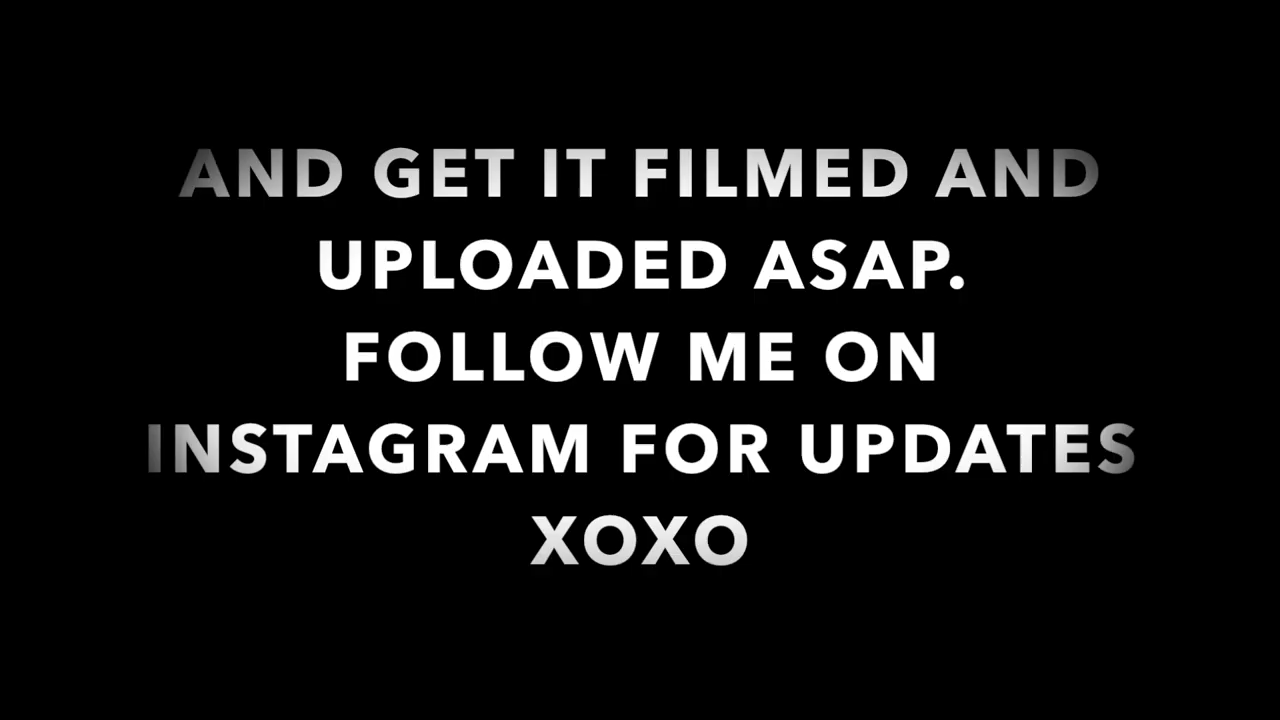 AND GET IT FILMED AND
UPLOADED ASAP.
FOLLOW ME ON
INSTAGRAM FOR UPDATES
XOXO